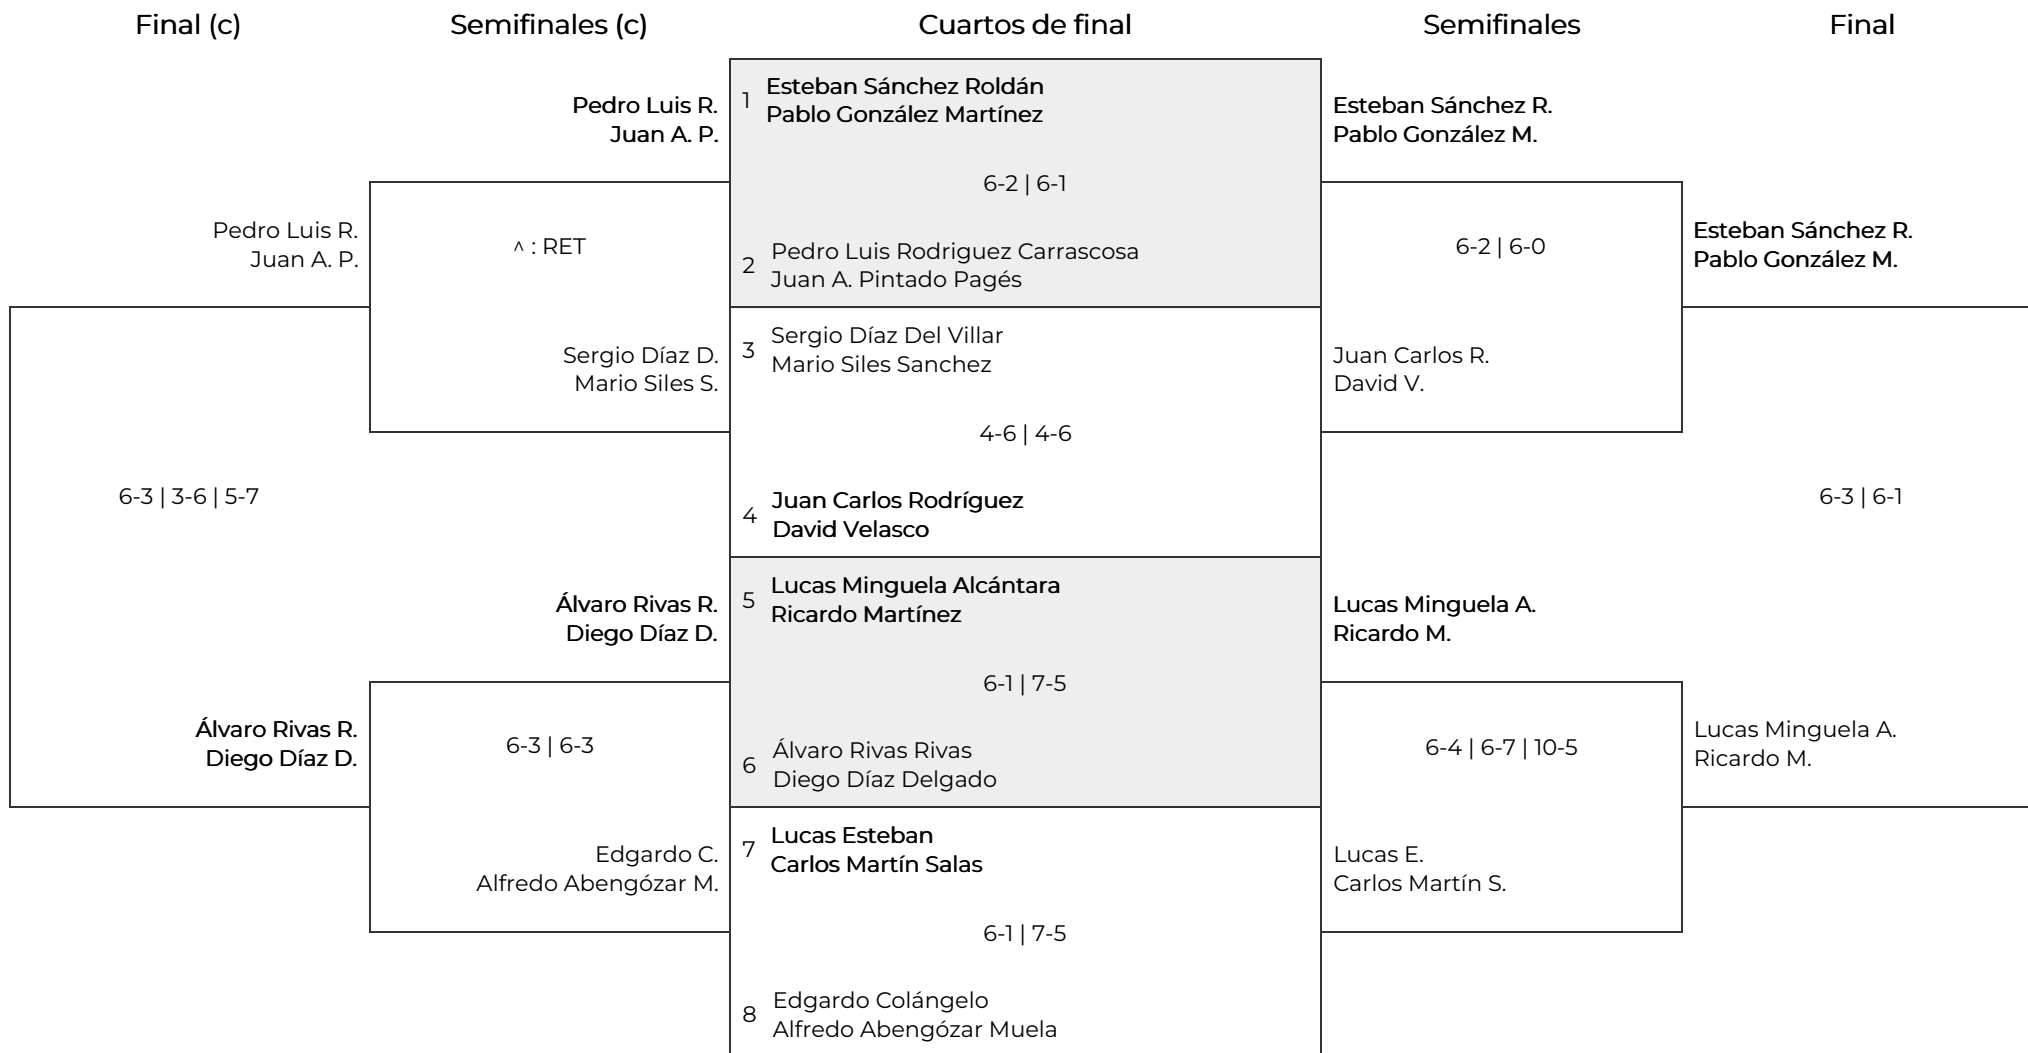 Final (c)
Semifinales (c)
Cuartos de final
Semifinales
Final
Pedro Luis R.
Juan A. P.
1
Esteban Sánchez Roldán
Pablo González Martínez
Esteban Sánchez R.
Pablo González M.
6-2 | 6-1
Pedro Luis R.
Juan A. P.
^ : RET
2
Pedro Luis Rodriguez Carrascosa
Juan A. Pintado Pagés
6-2 | 6-0
Esteban Sánchez R.
Pablo González M.
Sergio Díaz D.
Mario Siles S.
3
Sergio Díaz Del Villar
Mario Siles Sanchez
Juan Carlos R.
David V.
4-6 | 4-6
6-3 | 3-6 | 5-7
4
Juan Carlos Rodríguez
David Velasco
6-3 | 6-1
Álvaro Rivas R.
Diego Díaz D.
5
Lucas Minguela Alcántara
Ricardo Martínez
Lucas Minguela A.
Ricardo M.
6-1 | 7-5
Álvaro Rivas R.
Diego Díaz D.
6-3 | 6-3
6
Álvaro Rivas Rivas
Diego Díaz Delgado
6-4 | 6-7 | 10-5
Lucas Minguela A.
Ricardo M.
Edgardo C.
Alfredo Abengózar M.
7
Lucas Esteban
Carlos Martín Salas
Lucas E.
Carlos Martín S.
6-1 | 7-5
8
Edgardo Colángelo
Alfredo Abengózar Muela